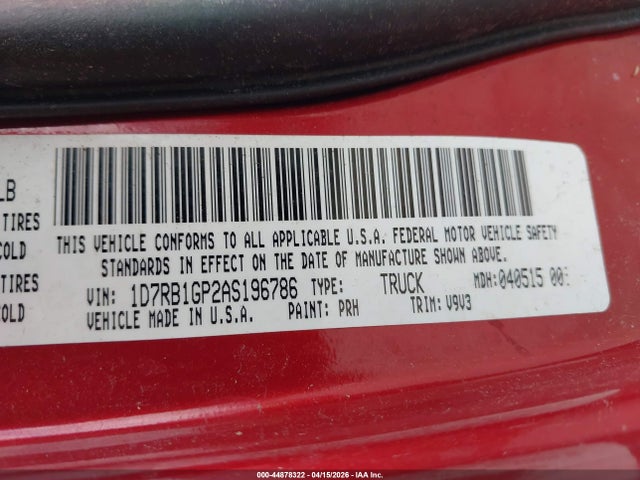 LB
TIRES
COLD
TIRES
COLD
THIS VEHICLE CONFORMS TO ALL APPLICABLE U.S.A. FEDERAL MOTOR VEHICLE SAFETY
STANDARDS IN EFFECT ON THE DATE OF MANUFACTURE SHOWN ABOVE.
VIN: 1D7RB1GP2AS196786 TYPE: TRUCK MDH:040515 00
VEHICLE MADE IN U.S.A. PAINT: PRH TRIM: V9V3
000-44878322 - 04/15/2026 - IAA Inc.